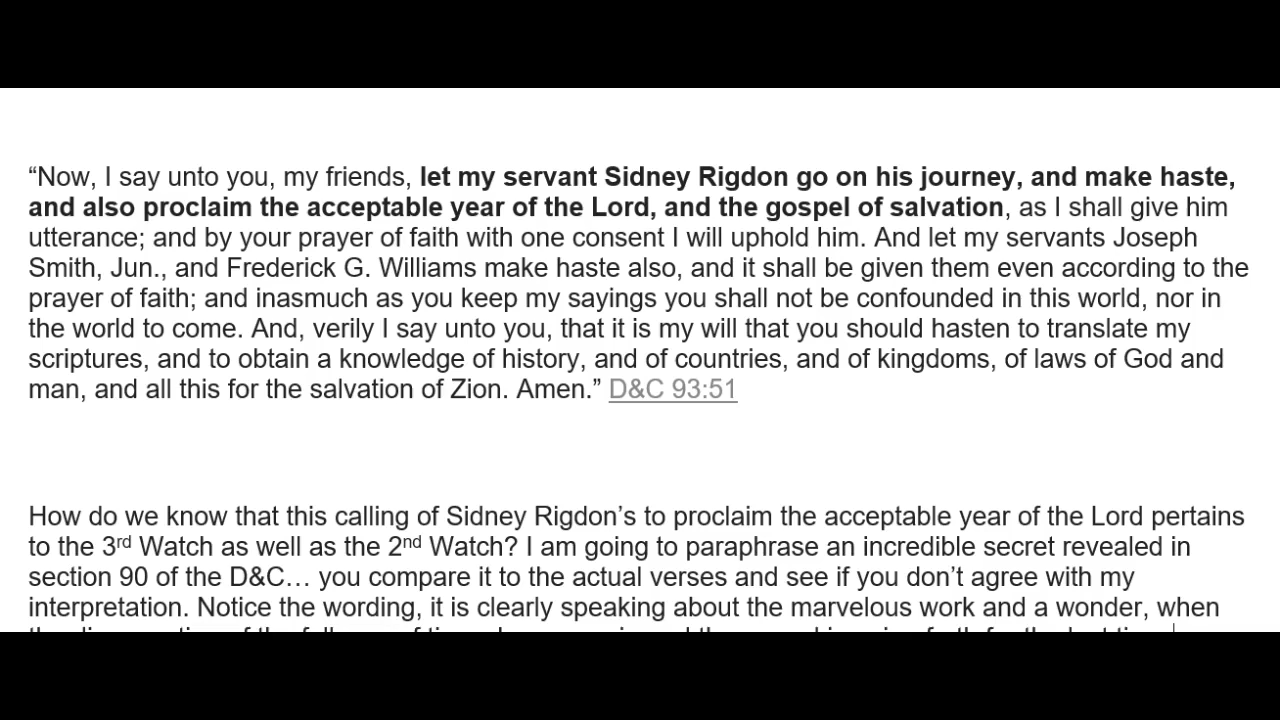 “Now, I say unto you, my friends, let my servant Sidney Rigdon go on his journey, and make haste,
and also proclaim the acceptable year of the Lord, and the gospel of salvation, as I shall give him
utterance; and by your prayer of faith with one consent I will uphold him. And let my servants Joseph
Smith, Jun., and Frederick G. Williams make haste also, and it shall be given them even according to the
prayer of faith; and inasmuch as you keep my sayings you shall not be confounded in this world, nor in
the world to come. And, verily I say unto you, that it is my will that you should hasten to translate my
scriptures, and to obtain a knowledge of history, and of countries, and of kingdoms, of laws of God and
man, and all this for the salvation of Zion. Amen.” D&C 93:51
How do we know that this calling of Sidney Rigdon’s to proclaim the acceptable year of the Lord pertains
to the 3rd Watch as well as the 2nd Watch? I am going to paraphrase an incredible secret revealed in
section 90 of the D&C… you compare it to the actual verses and see if you don’t agree with my
interpretation. Notice the wording, it is clearly speaking about the marvelous work and a wonder, when